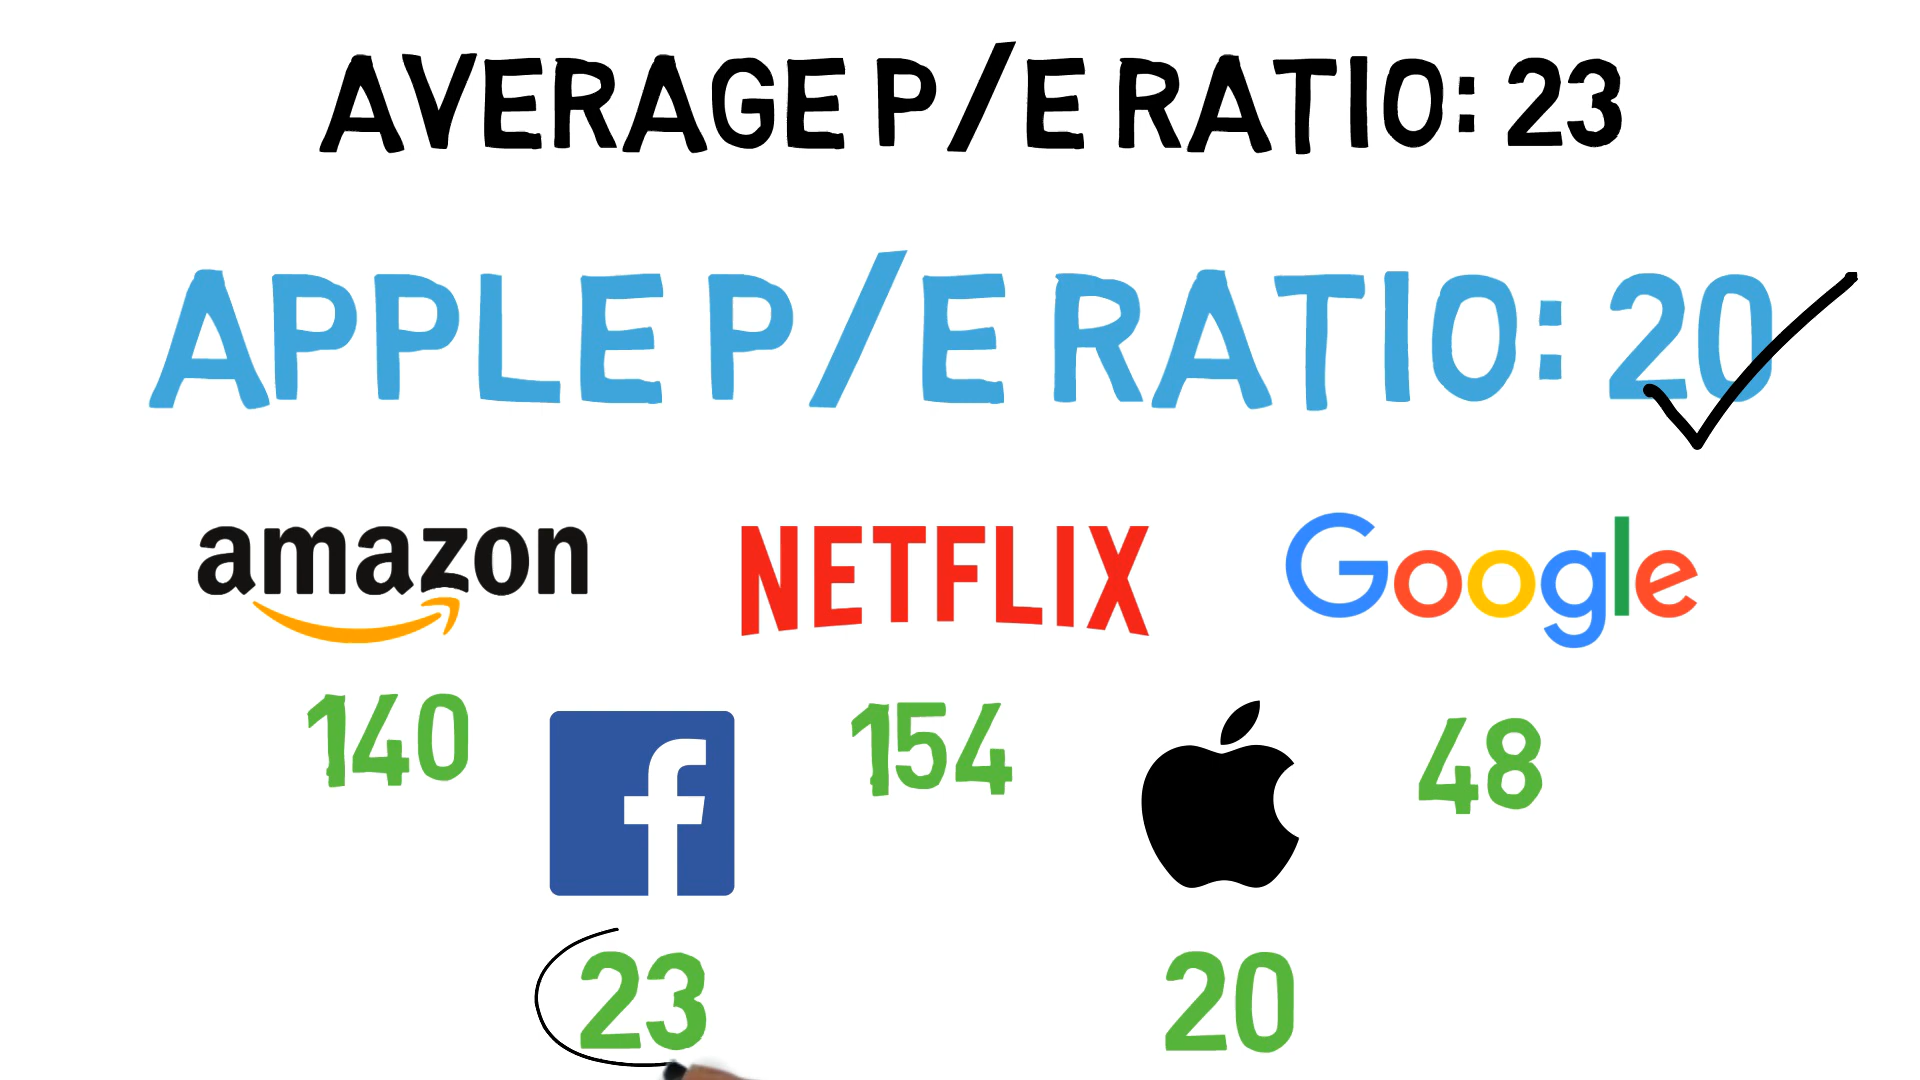 AVERAGE P/E RATIO: 23
APPLE P/E RATIO: 20
amazon NETFLIX Google
140 154 48
f
23 20